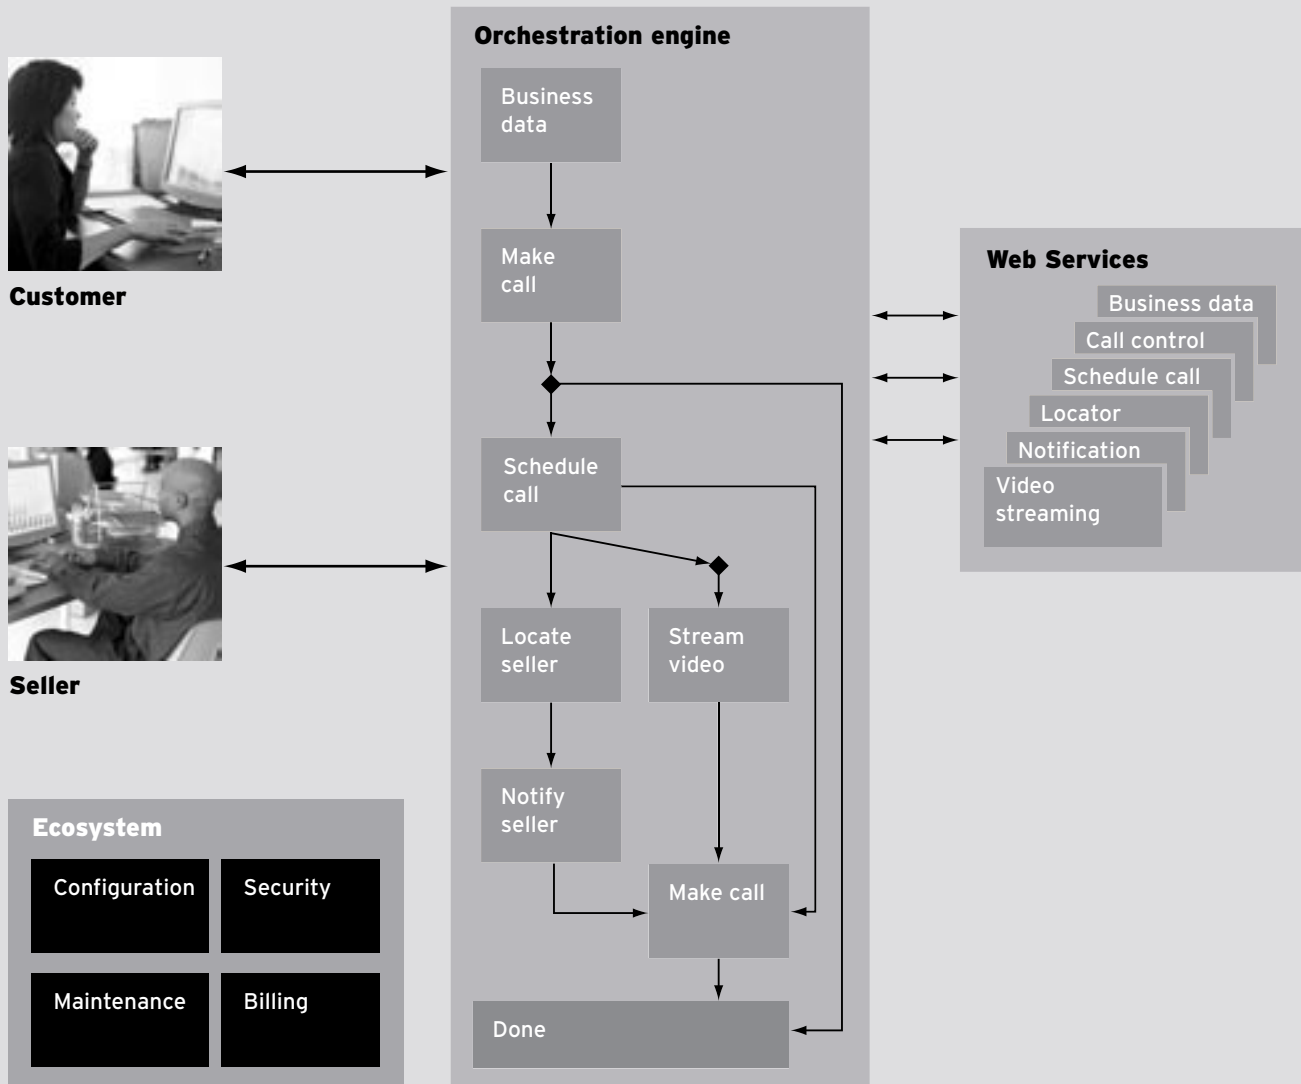 Orchestration engine
Business
data
Make
call
Schedule
call
Locate
seller
Stream
video
Notify
seller
Make call
Done
Customer
Seller
Ecosystem
Configuration
Security
Maintenance
Billing
Web Services
Business data
Call control
Schedule call
Locator
Notification
Video
streaming